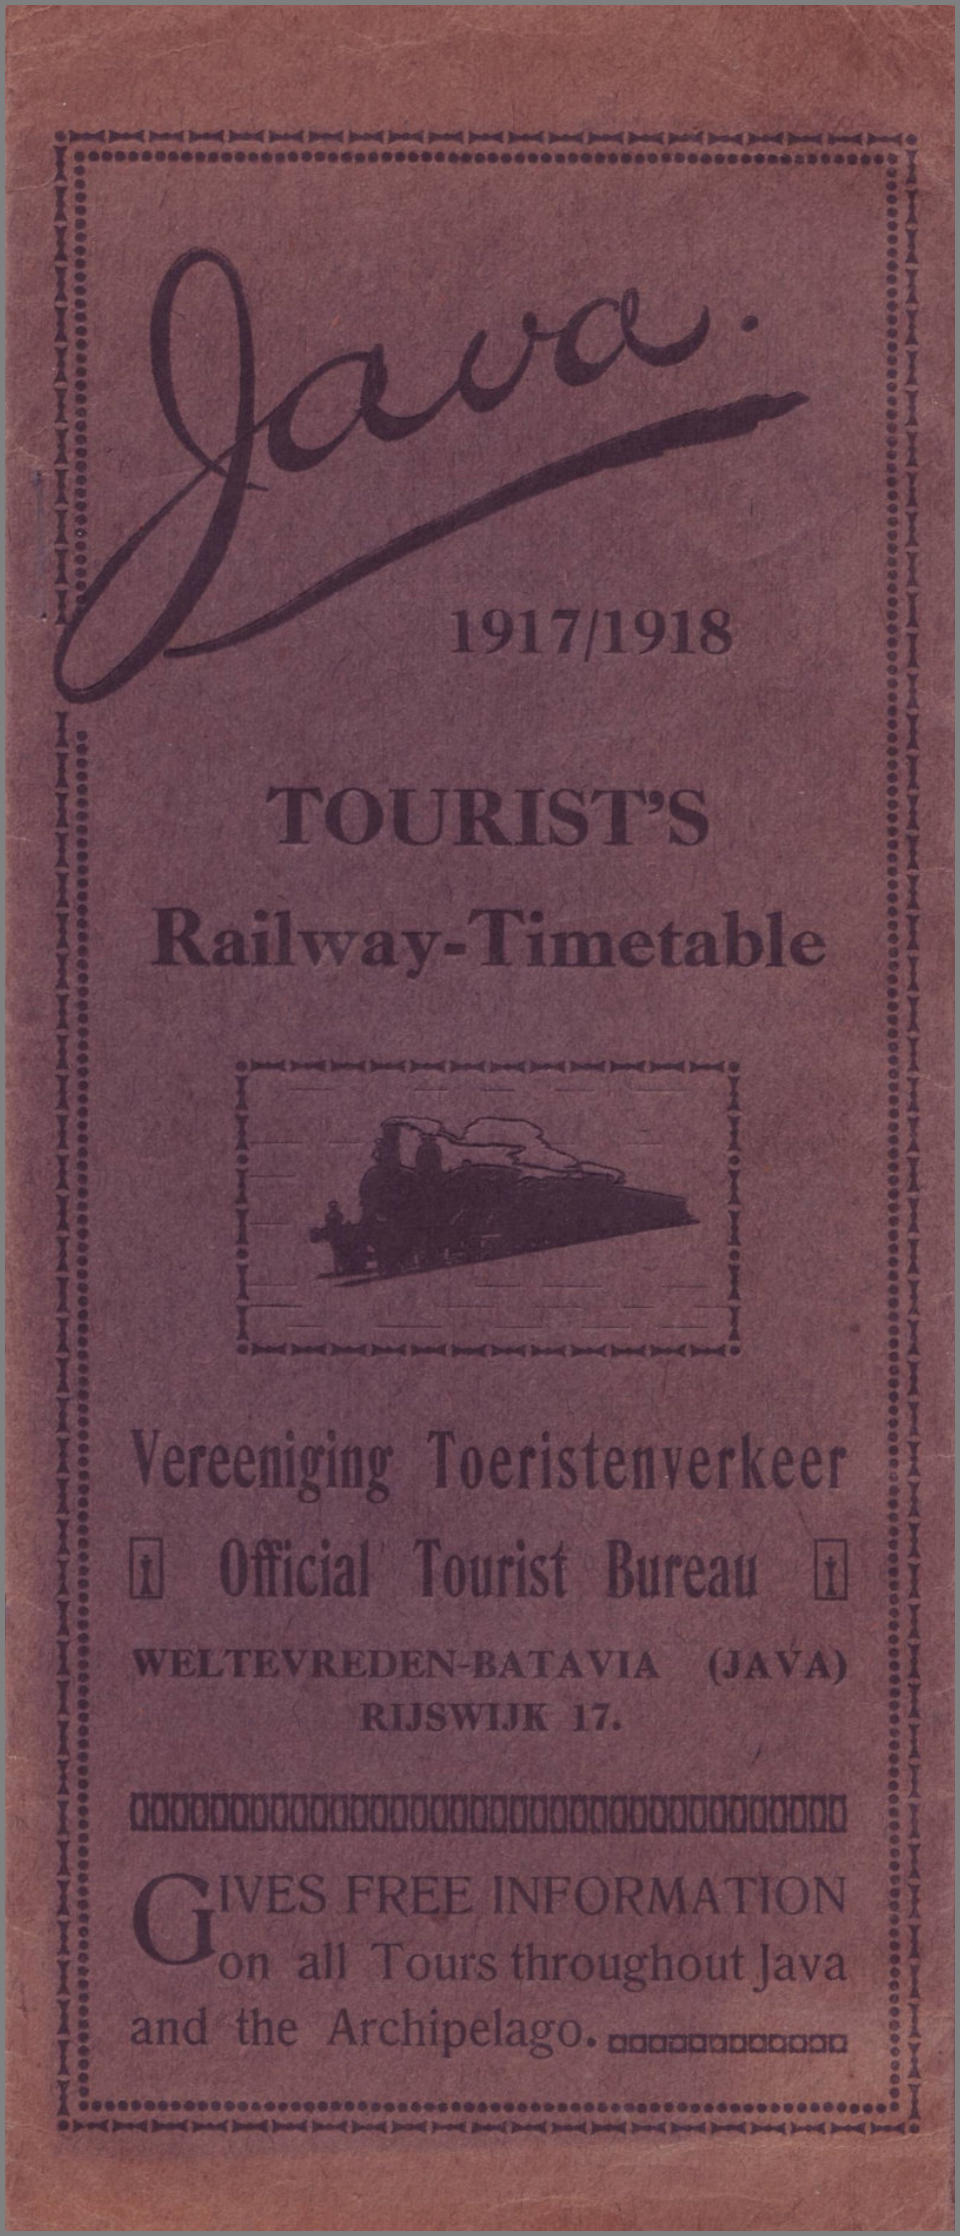 Java.
1917/1918
TOURIST'S
Railway-Timetable
Vereeniging Toeristenverkeer
Official Tourist Bureau
WELTEVREDEN-BATAVIA (JAVA)
RIJSWIJK 17.
GIVES FREE INFORMATION
on all Tours throughout Java
and the Archipelago.